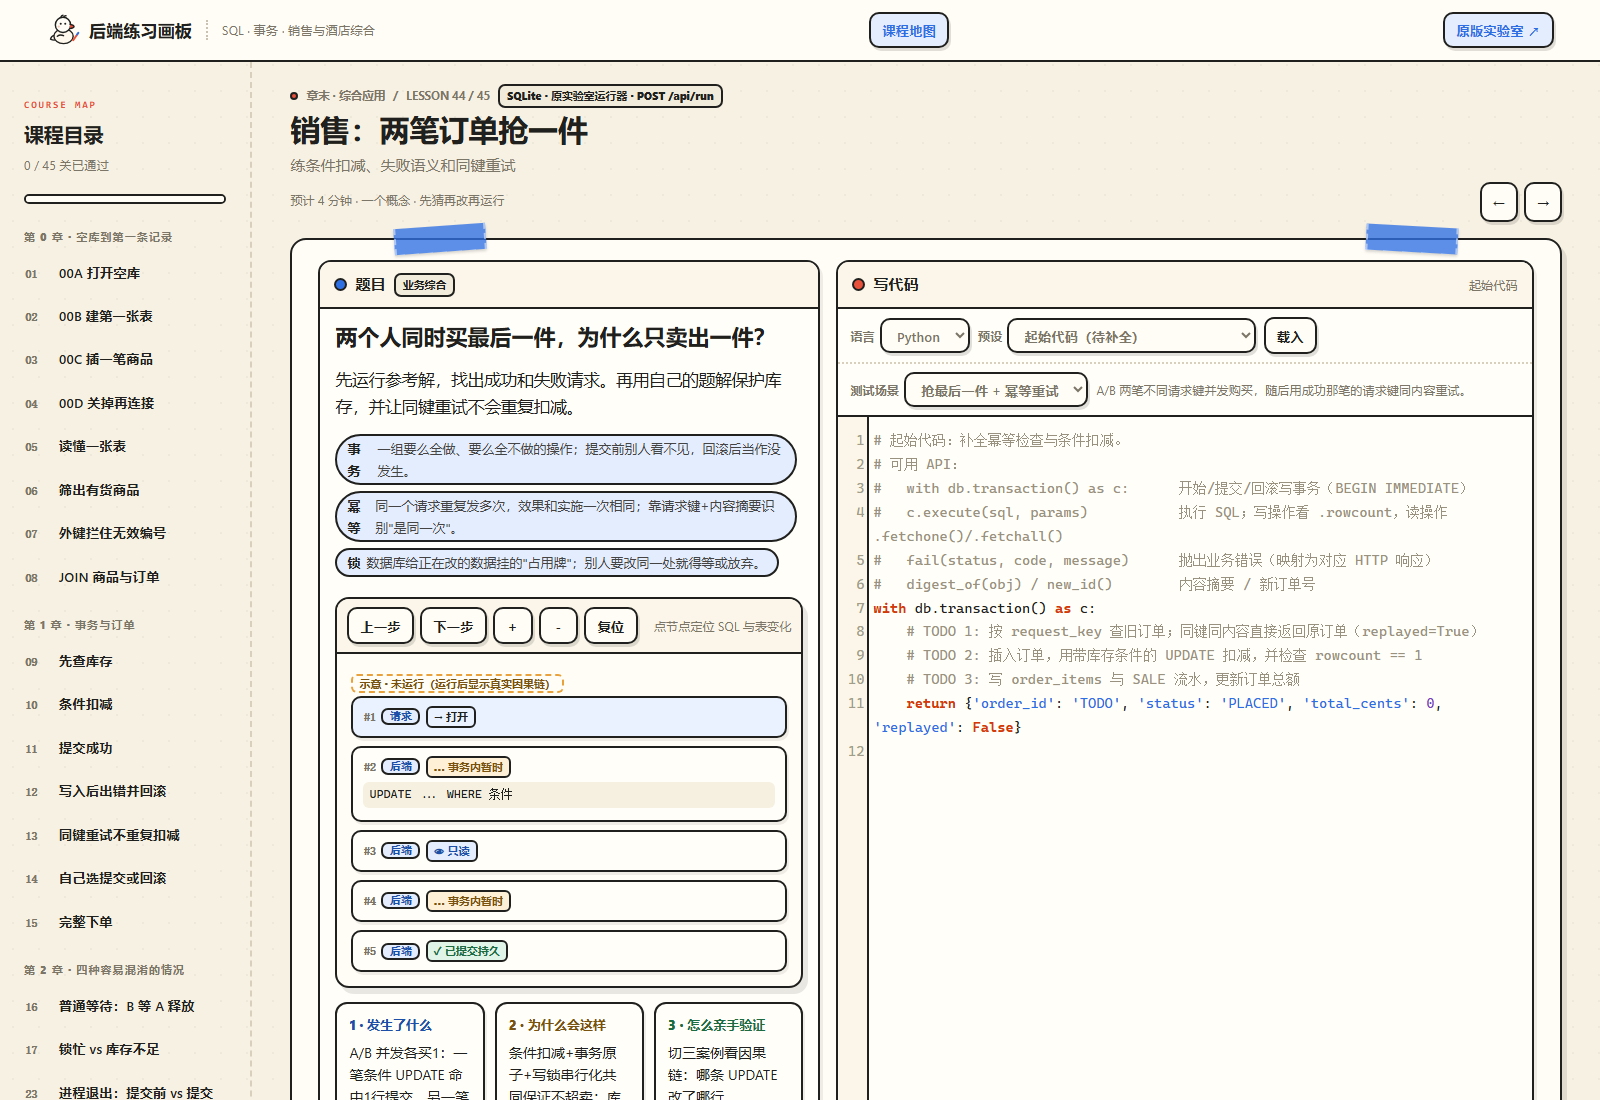 后端练习画板
SQL · 事务 · 销售与酒店综合
课程地图
原版实验室 ↗
COURSE MAP
课程目录
0 / 45 关已通过
第 0 章 · 空库到第一条记录
01 00A 打开空库
02 00B 建第一张表
03 00C 插一笔商品
04 00D 关掉再连接
05 读懂一张表
06 筛出有货商品
07 外键拦住无效编号
08 JOIN 商品与订单
第 1 章 · 事务与订单
09 先查库存
10 条件扣减
11 提交成功
12 写入后出错并回滚
13 同键重试不重复扣减
14 自己选提交或回滚
15 完整下单
第 2 章 · 四种容易混淆的情况
16 普通等待：B 等 A 释放
17 锁忙 vs 库存不足
23 进程退出：提交前 vs 提交
章末 · 综合应用 / LESSON 44 / 45 SQLite · 原实验室运行器 · POST /api/run
销售：两笔订单抢一件
练条件扣减、失败语义和同键重试
预计 4 分钟 · 一个概念 · 先猜再改再运行
← →
题目 业务综合
两个人同时买最后一件，为什么只卖出一件？
先运行参考解，找出成功和失败请求。再用自己的题解保护库
存，并让同键重试不会重复扣减。
事务 一组要么全做、要么全不做的操作；提交前别人看不见，回滚后当作没
发生。
幂等 同一个请求重复发多次，效果和实施一次相同；靠请求键+内容摘要识
别"是同一次"。
锁 数据库给正在改的数据挂的"占用牌"；别人要改同一处就得等或放弃。
上一步 下一步 + - 复位 点节点定位 SQL 与表变化
示意 · 未运行（运行后显示真实因果链）
#1 请求 → 打开
#2 后端 … 事务内暂时
UPDATE ... WHERE 条件
#3 后端 👁 只读
#4 后端 … 事务内暂时
#5 后端 ✓ 已提交持久
1 · 发生了什么
A/B 并发各买1：一
笔条件 UPDATE 命
中1行提交，另一笔
2 · 为什么会这样
条件扣减+事务原
子+写锁串行化共
同保证不超卖；库
3 · 怎么亲手验证
切三案例看因果
链：哪条 UPDATE
改了哪行
写代码 起始代码
语言 Python 预设 起始代码（待补全） 载入
测试场景 抢最后一件 + 幂等重试 A/B 两笔不同请求键并发购买，随后用成功那笔的请求键同内容重试。
1 # 起始代码：补全幂等检查与条件扣减。
2 # 可用 API:
3 #   with db.transaction() as c:      开始/提交/回滚写事务（BEGIN IMMEDIATE）
4 #   c.execute(sql, params)           执行 SQL；写操作看 .rowcount，读操作
.fetchone()/.fetchall()
5 #   fail(status, code, message)      抛出业务错误（映射为对应 HTTP 响应）
6 #   digest_of(obj) / new_id()        内容摘要 / 新订单号
7 with db.transaction() as c:
8     # TODO 1: 按 request_key 查旧订单；同键同内容直接返回原订单（replayed=True）
9     # TODO 2: 插入订单，用带库存条件的 UPDATE 扣减，并检查 rowcount == 1
10     # TODO 3: 写 order_items 与 SALE 流水，更新订单总额
11     return {'order_id': 'TODO', 'status': 'PLACED', 'total_cents': 0,
'replayed': False}
12